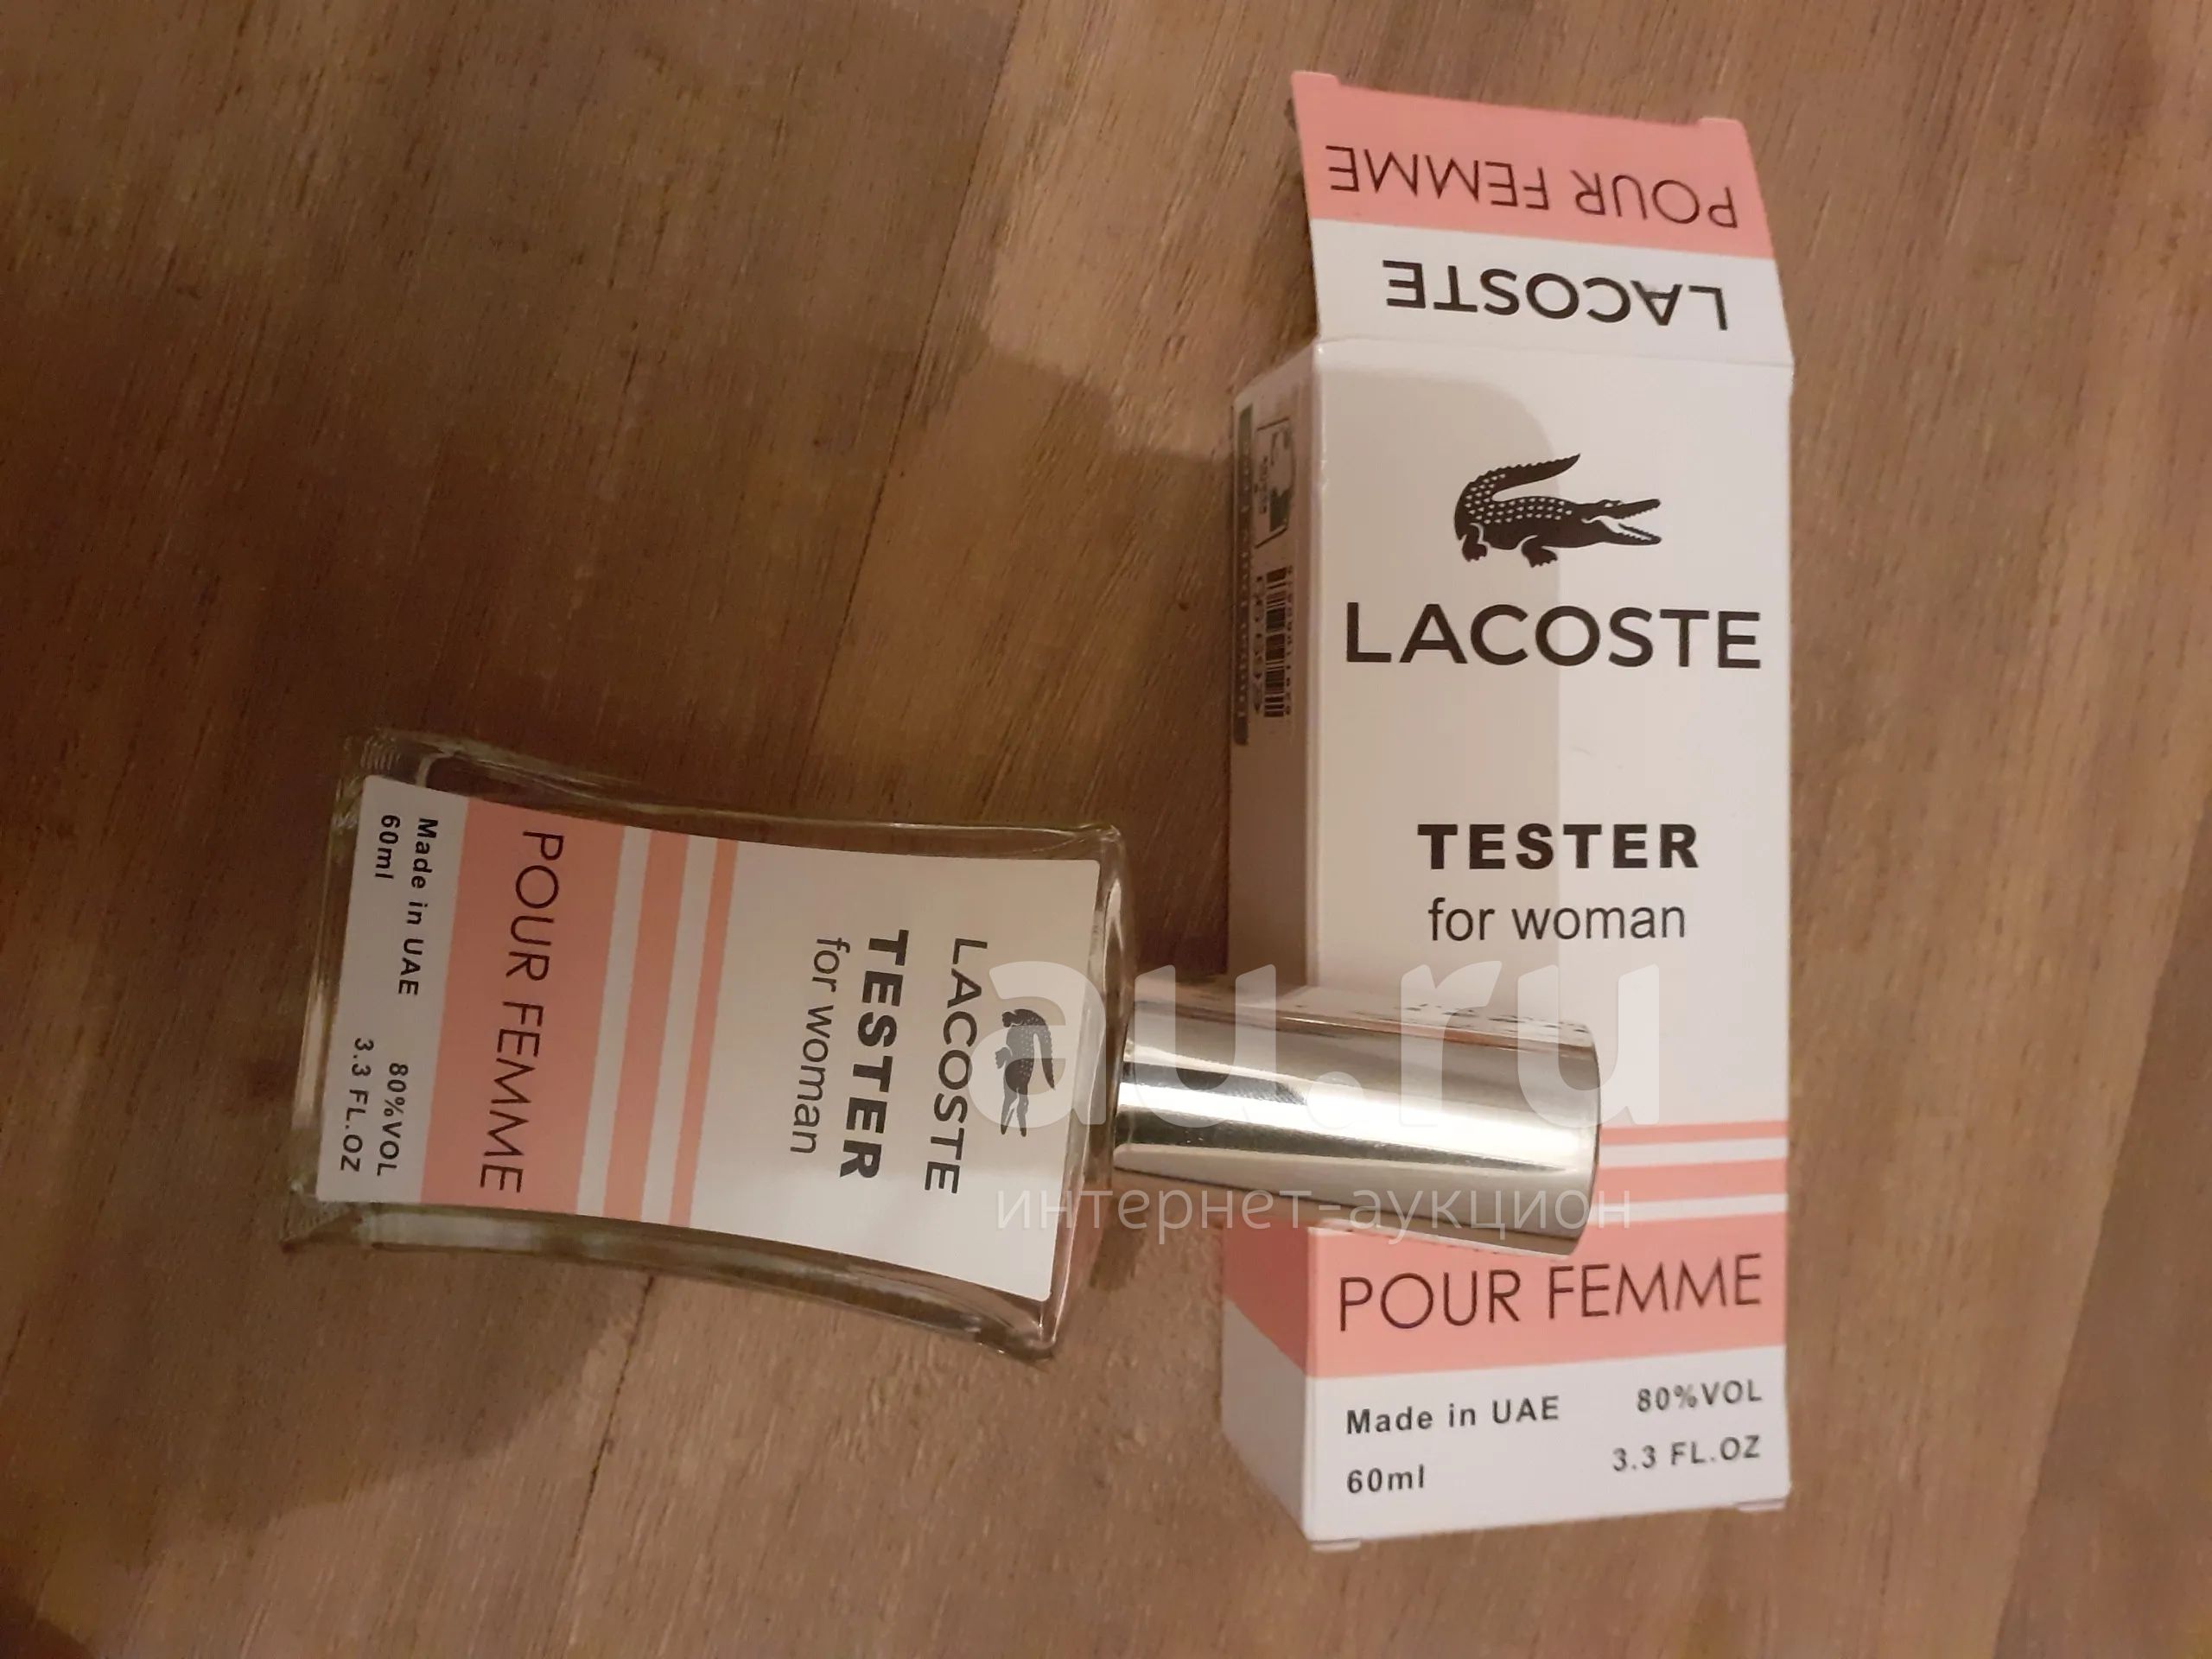 POUR FEMME
LACOSTE
LACOSTE
TESTER
for woman
POUR FEMME
Made in UAE 80%VOL
60ml 3.3 FL.OZ
LACOSTE
TESTER
for woman
POUR FEMME
Made in UAE 80%VOL
60ml 3.3 FL.OZ
au.ru
интернет-аукцион